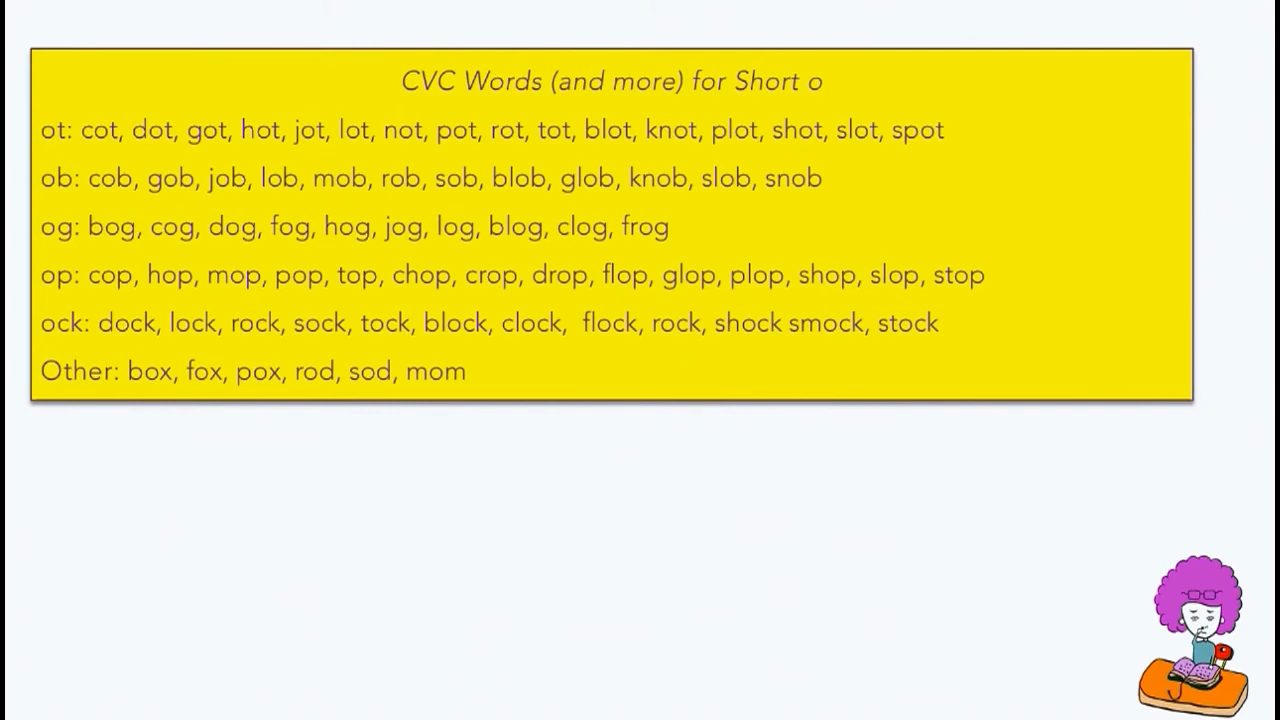 CVC Words (and more) for Short o
ot: cot, dot, got, hot, jot, lot, not, pot, rot, tot, blot, knot, plot, shot, slot, spot
ob: cob, gob, job, lob, mob, rob, sob, blob, glob, knob, slob, snob
og: bog, cog, dog, fog, hog, jog, log, blog, clog, frog
op: cop, hop, mop, pop, top, chop, crop, drop, flop, glop, plop, shop, slop, stop
ock: dock, lock, rock, sock, tock, block, clock,  flock, rock, shock smock, stock
Other: box, fox, pox, rod, sod, mom